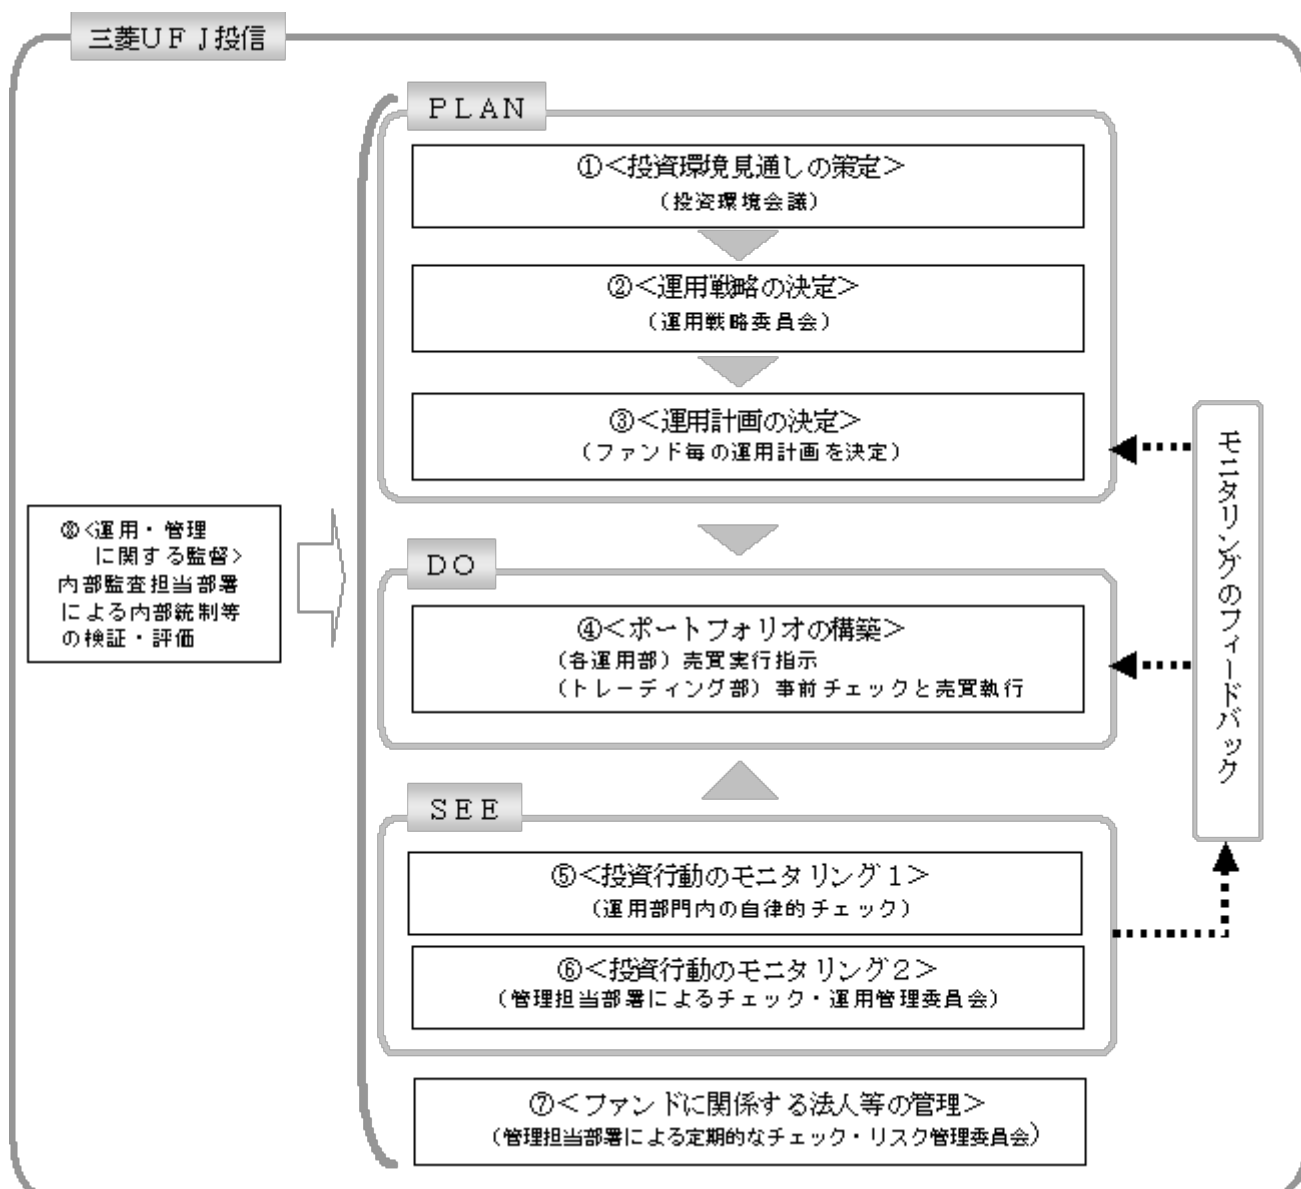 三菱UFJ投信
PLAN
①<投資環境見通しの策定>
(投資環境会議)
②<運用戦略の決定>
(運用戦略委員会)
③<運用計画の決定>
(ファンド毎の運用計画を決定)
⑧<運用・管理
に関する監督>
内部監査担当部署
による内部統制等
の検証・評価
DO
④<ポートフォリオの構築>
(各運用部)売買実行指示
(トレーディング部)事前チェックと売買執行
SEE
⑤<投資行動のモニタリング1>
(運用部門内の自律的チェック)
⑥<投資行動のモニタリング2>
(管理担当部署によるチェック・運用管理委員会)
⑦<ファンドに関係する法人等の管理>
(管理担当部署による定期的なチェック・リスク管理委員会)
モニタリングのフィードバック